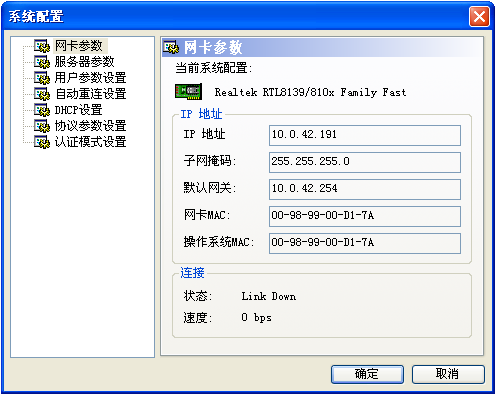 系统配置
网卡参数
服务器参数
用户参数设置
自动重连设置
DHCP设置
协议参数设置
认证模式设置
网卡参数
当前系统配置:
Realtek RTL8139/810x Family Fast
IP 地址
IP 地址 10.0.42.191
子网掩码: 255.255.255.0
默认网关: 10.0.42.254
网卡MAC: 00-98-99-00-D1-7A
操作系统MAC: 00-98-99-00-D1-7A
连接
状态: Link Down
速度: 0 bps
确定 取消